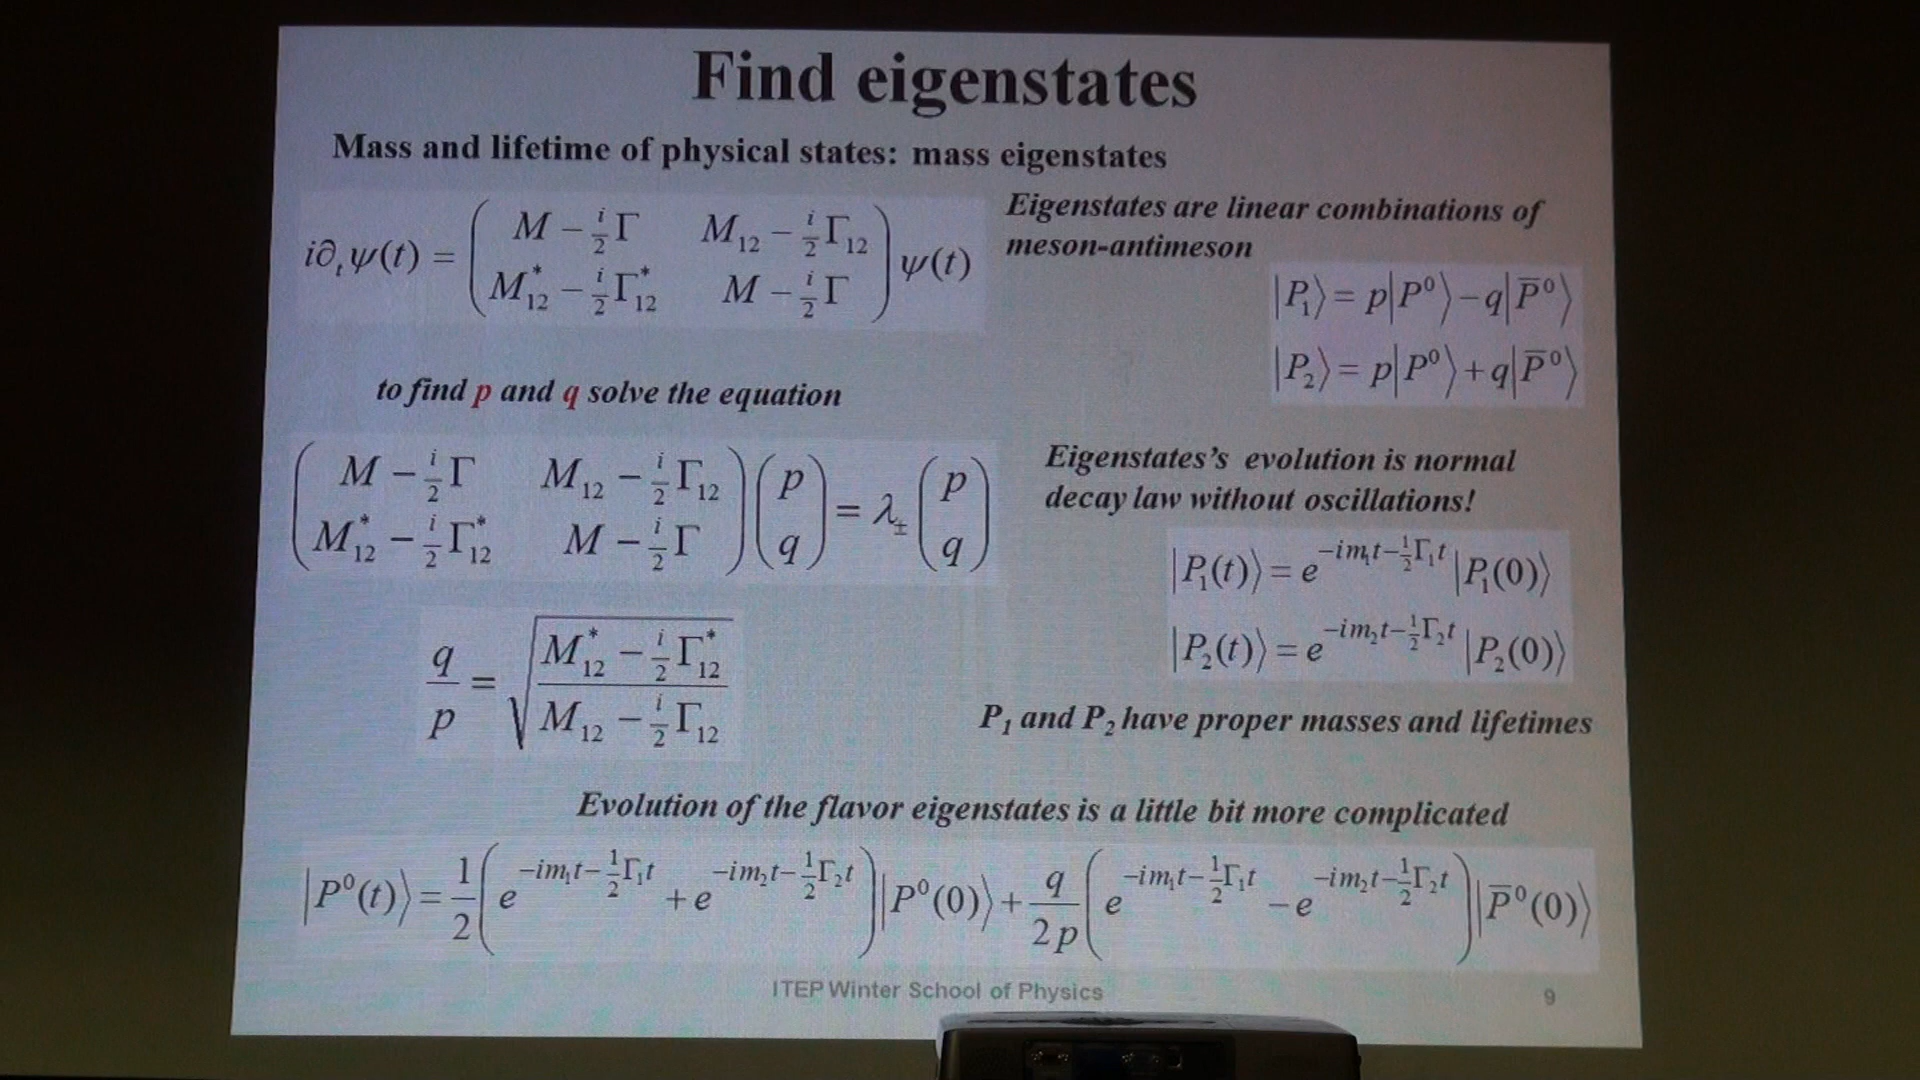 Find eigenstates
Mass and lifetime of physical states: mass eigenstates
i∂ₜψ(t) = ( M − i/2 Γ   M₁₂ − i/2 Γ₁₂ ; M₁₂* − i/2 Γ₁₂*   M − i/2 Γ ) ψ(t)
Eigenstates are linear combinations of
meson-antimeson
|P₁⟩ = p|P⁰⟩ − q|P̅⁰⟩
|P₂⟩ = p|P⁰⟩ + q|P̅⁰⟩
to find p and q solve the equation
( M − i/2 Γ   M₁₂ − i/2 Γ₁₂ ; M₁₂* − i/2 Γ₁₂*   M − i/2 Γ ) ( p ; q ) = λ± ( p ; q )
q/p = √( (M₁₂* − i/2 Γ₁₂*) / (M₁₂ − i/2 Γ₁₂) )
Eigenstates's evolution is normal
decay law without oscillations!
|P₁(t)⟩ = e^(−im₁t−½Γ₁t) |P₁(0)⟩
|P₂(t)⟩ = e^(−im₂t−½Γ₂t) |P₂(0)⟩
P₁ and P₂ have proper masses and lifetimes
Evolution of the flavor eigenstates is a little bit more complicated
|P⁰(t)⟩ = 1/2 ( e^(−im₁t−½Γ₁t) + e^(−im₂t−½Γ₂t) ) |P⁰(0)⟩ + q/2p ( e^(−im₁t−½Γ₁t) − e^(−im₂t−½Γ₂t) ) |P̅⁰(0)⟩
ITEP Winter School of Physics
9